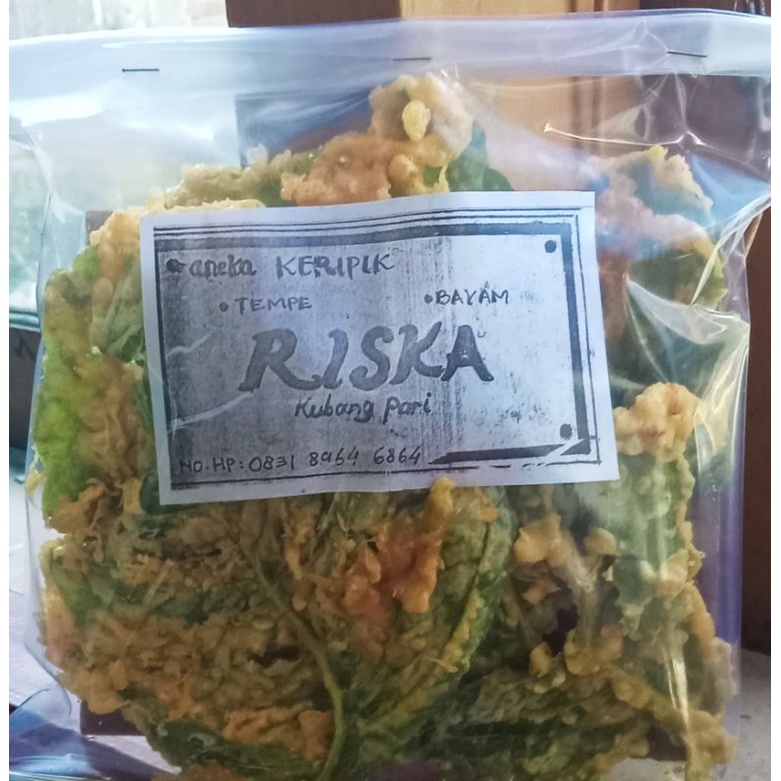 aneka KERIPIK
• TEMPE • BAYAM
RISKA
Kubang Pari
NO.HP: 0831 8964 6864